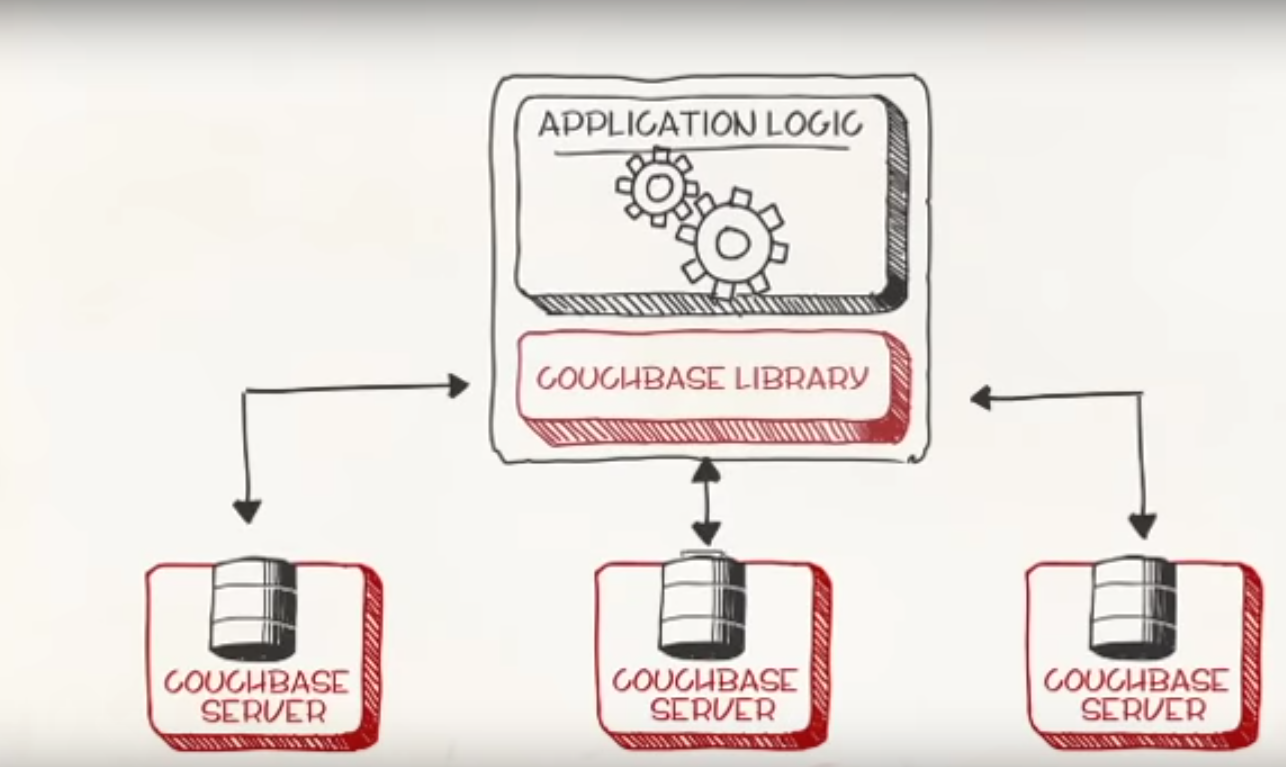 APPLICATION LOGIC
COUCHBASE LIBRARY
COUCHBASE
SERVER
COUCHBASE
SERVER
COUCHBASE
SERVER